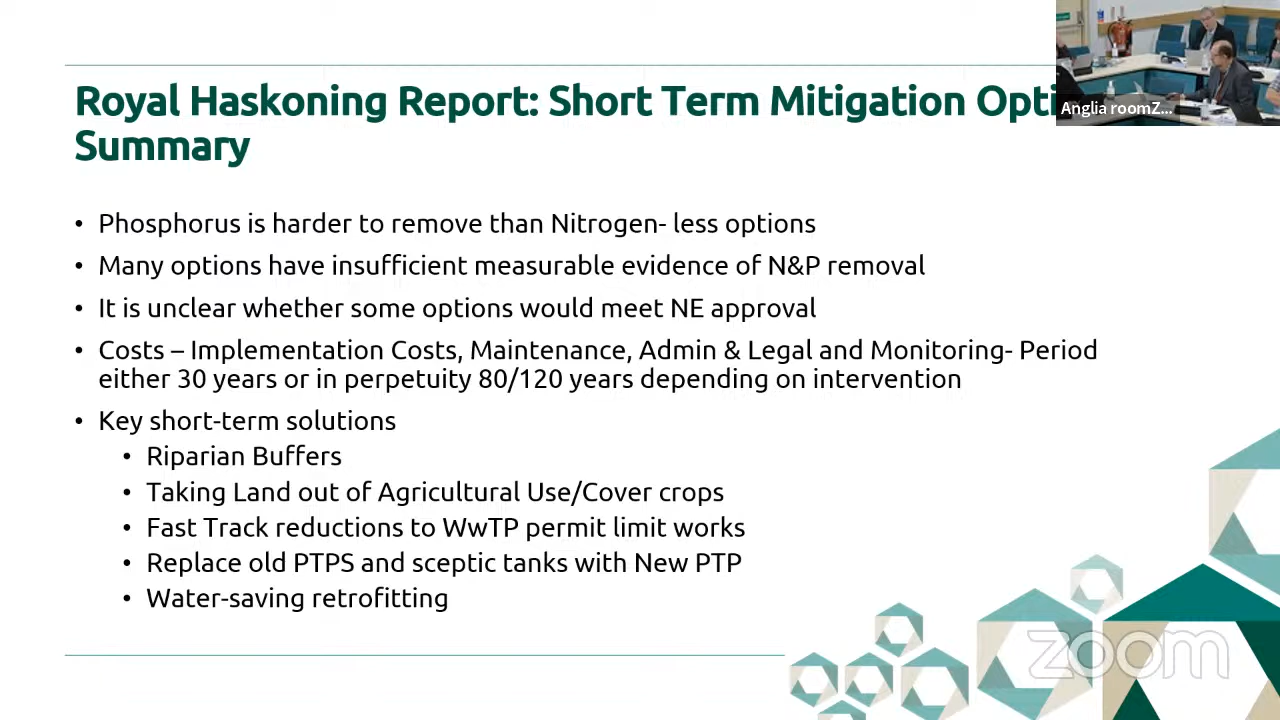 Royal Haskoning Report: Short Term Mitigation Opti
Summary
Anglia roomZ...
• Phosphorus is harder to remove than Nitrogen- less options
• Many options have insufficient measurable evidence of N&P removal
• It is unclear whether some options would meet NE approval
• Costs – Implementation Costs, Maintenance, Admin & Legal and Monitoring- Period
either 30 years or in perpetuity 80/120 years depending on intervention
• Key short-term solutions
• Riparian Buffers
• Taking Land out of Agricultural Use/Cover crops
• Fast Track reductions to WwTP permit limit works
• Replace old PTPS and sceptic tanks with New PTP
• Water-saving retrofitting
zoom